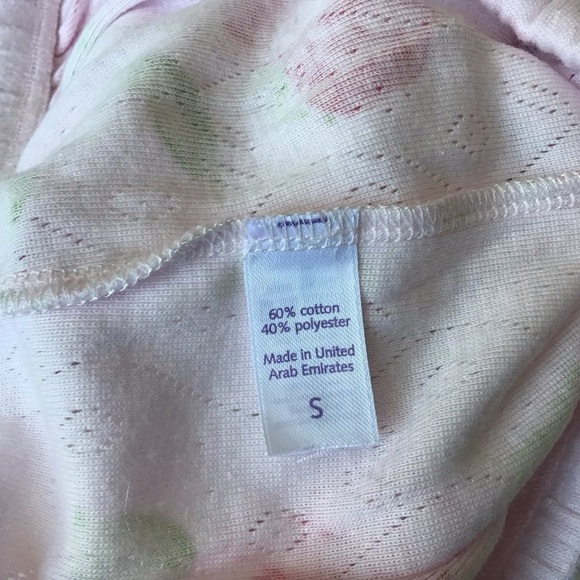 60% cotton
40% polyester
Made in United
Arab Emirates
S